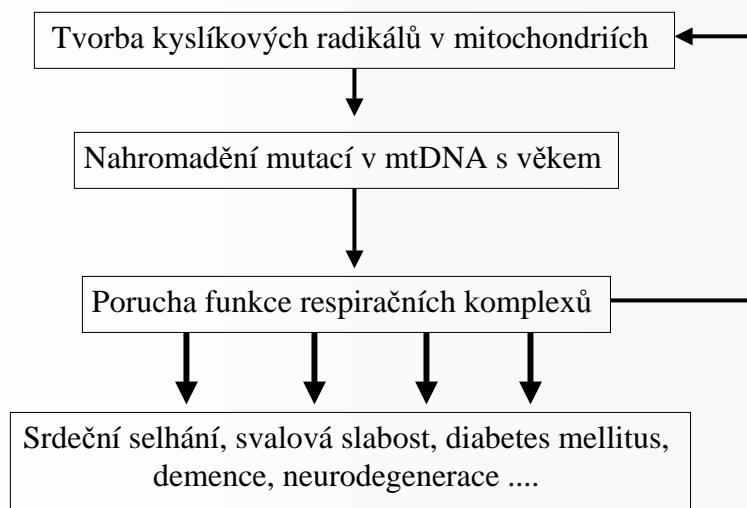 Tvorba kyslíkových radikálů v mitochondriích
Nahromadění mutací v mtDNA s věkem
Porucha funkce respiračních komplexů
Srdeční selhání, svalová slabost, diabetes mellitus,
demence, neurodegenerace ....